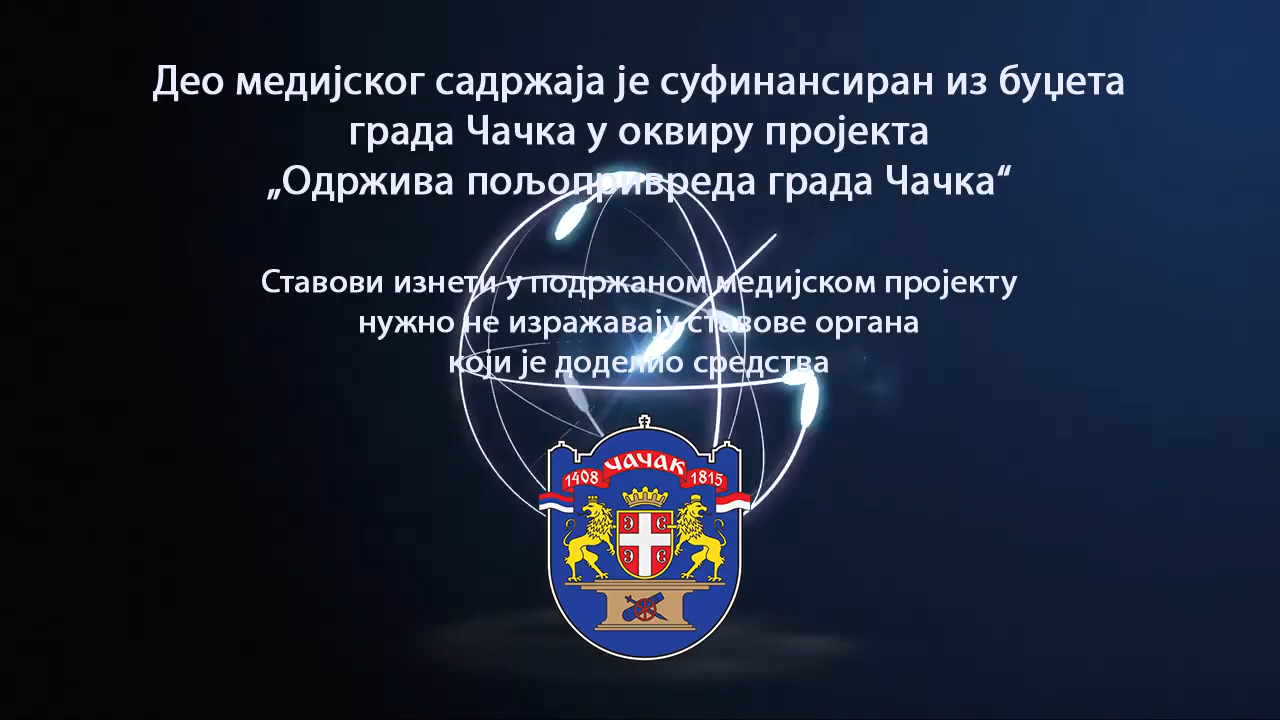 Део медијског садржаја је суфинансиран из буџета
града Чачка у оквиру пројекта
„Одржива пољопривреда града Чачка“
Ставови изнети у подржаном медијском пројекту
нужно не изражавају ставове органа
који је доделио средства
ЧАЧАК
1408 1815